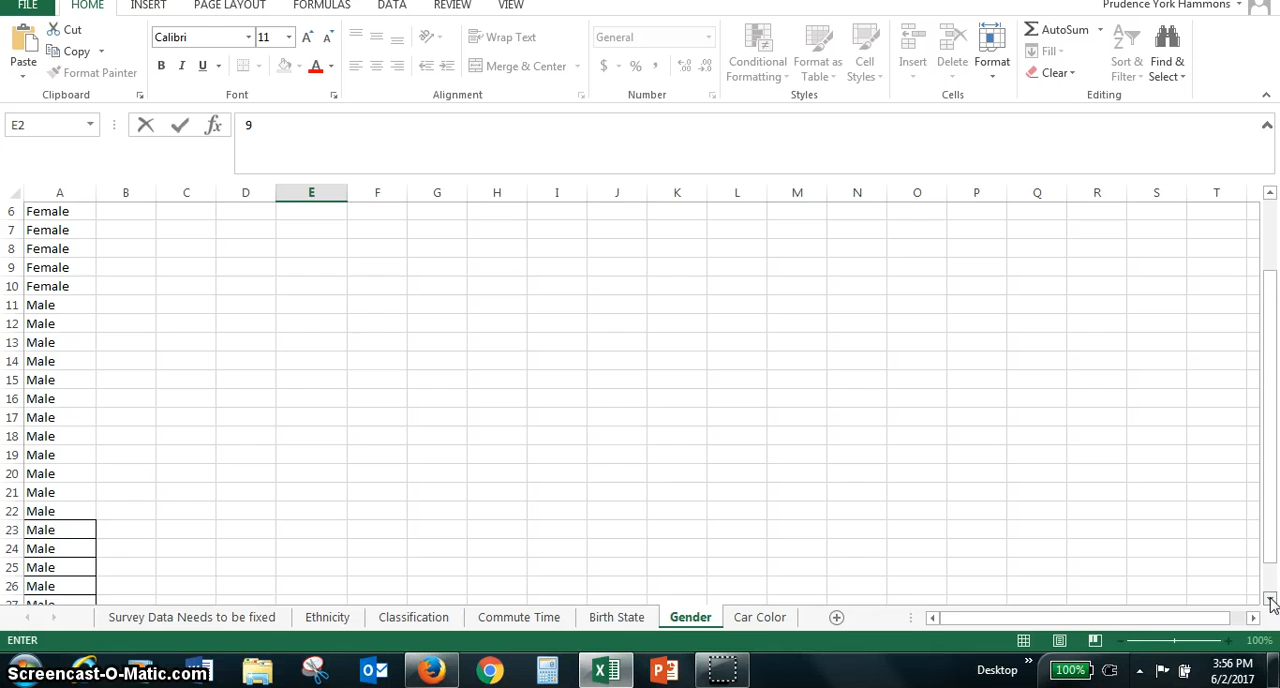 Prudence York Hammons
FILE HOME INSERT PAGE LAYOUT FORMULAS DATA REVIEW VIEW
Paste
Cut
Copy
Format Painter
Clipboard
Calibri 11
B I U A
Font
Wrap Text
Merge & Center
Alignment
General
$ % ,
Number
Conditional Formatting
Format as Table
Cell Styles
Styles
Insert Delete Format
Cells
AutoSum
Fill
Clear
Sort & Filter
Find & Select
Editing
E2 fx 9
A B C D E F G H I J K L M N O P Q R S T
6 Female
7 Female
8 Female
9 Female
10 Female
11 Male
12 Male
13 Male
14 Male
15 Male
16 Male
17 Male
18 Male
19 Male
20 Male
21 Male
22 Male
23 Male
24 Male
25 Male
26 Male
27 Male
Survey Data Needs to be fixed Ethnicity Classification Commute Time Birth State Gender Car Color
ENTER 100%
Screencast-O-Matic.com
Desktop 100% 3:56 PM
6/2/2017